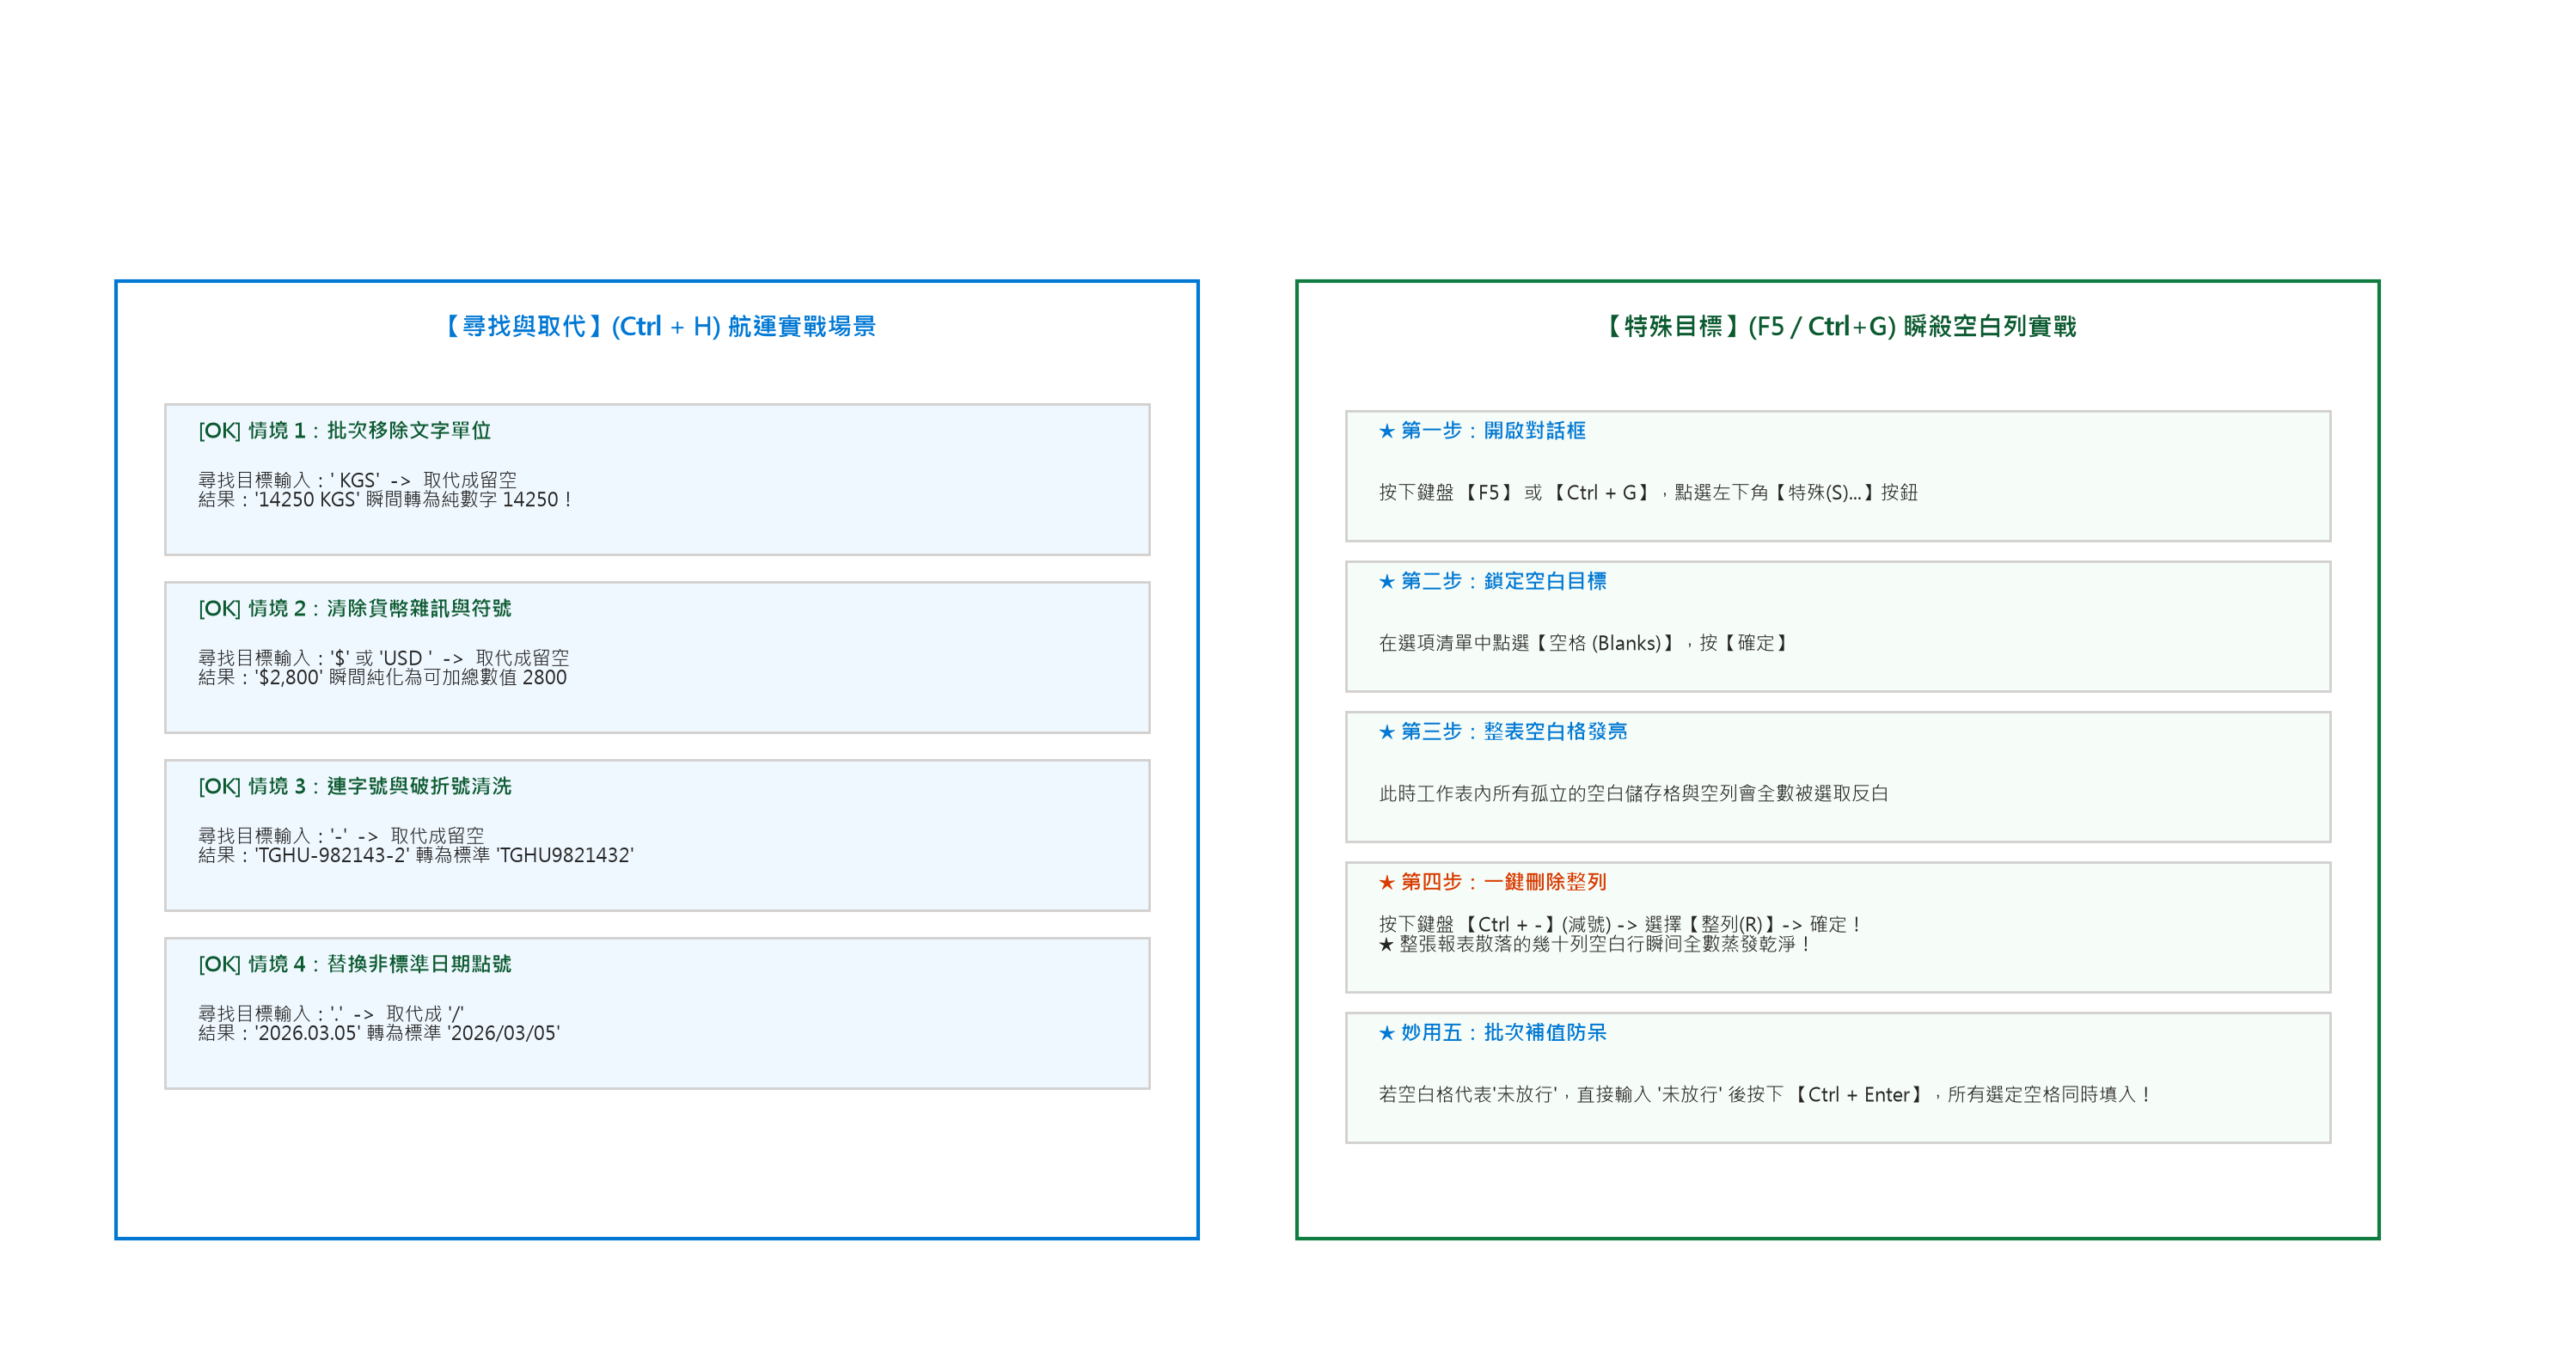 【尋找與取代】(Ctrl + H) 航運實戰場景
[OK] 情境 1：批次移除文字單位
尋找目標輸入：' KGS' -> 取代成留空
結果：'14250 KGS' 瞬間轉為純數字 14250！
[OK] 情境 2：清除貨幣雜訊與符號
尋找目標輸入：'$' 或 'USD ' -> 取代成留空
結果：'$2,800' 瞬間純化為可加總數值 2800
[OK] 情境 3：連字號與破折號清洗
尋找目標輸入：'-' -> 取代成留空
結果：'TGHU-982143-2' 轉為標準 'TGHU9821432'
[OK] 情境 4：替換非標準日期點號
尋找目標輸入：'.' -> 取代成 '/'
結果：'2026.03.05' 轉為標準 '2026/03/05'
【特殊目標】(F5 / Ctrl+G) 瞬殺空白列實戰
★ 第一步：開啟對話框
按下鍵盤 【F5】 或 【Ctrl + G】，點選左下角【特殊(S)...】按鈕
★ 第二步：鎖定空白目標
在選項清單中點選【空格 (Blanks)】，按【確定】
★ 第三步：整表空白格發亮
此時工作表內所有孤立的空白儲存格與空列會全數被選取反白
★ 第四步：一鍵刪除整列
按下鍵盤 【Ctrl + -】(減號) -> 選擇【整列(R)】-> 確定！
★ 整張報表散落的幾十列空白行瞬间全數蒸發乾淨！
★ 妙用五：批次補值防呆
若空白格代表'未放行'，直接輸入 '未放行' 後按下 【Ctrl + Enter】，所有選定空格同時填入！